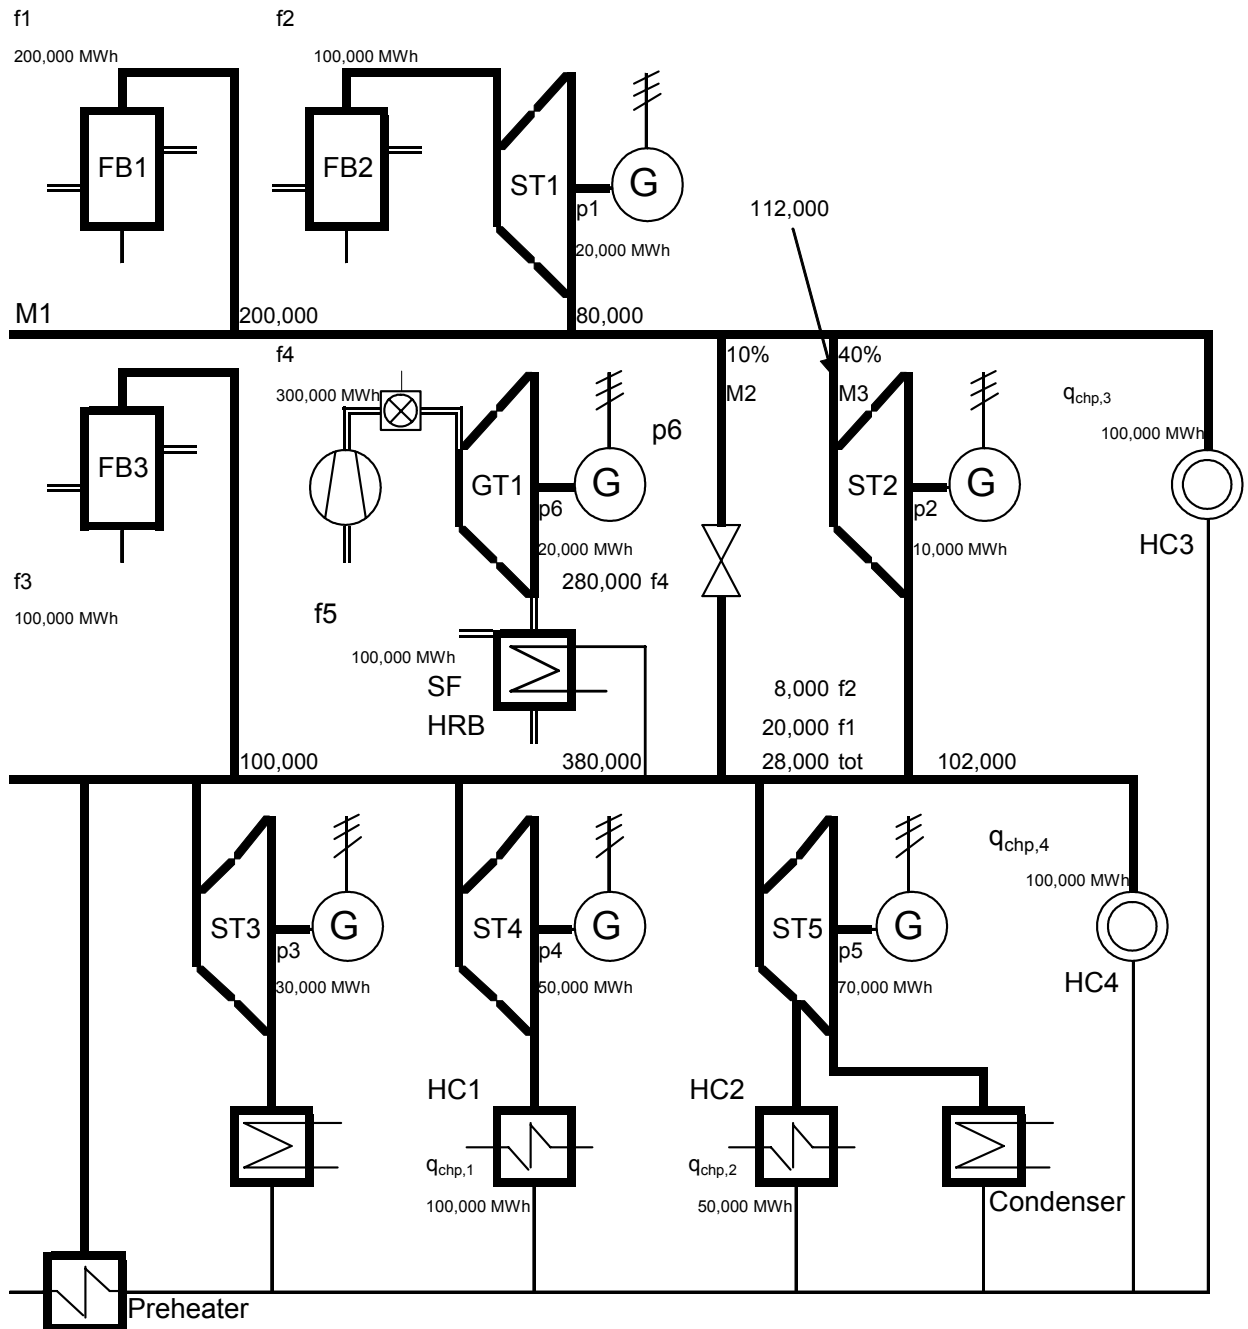 f1
f2
200,000 MWh
100,000 MWh
FB1
FB2
ST1
G
p1
20,000 MWh
112,000
M1
200,000
80,000
f4
300,000 MWh
10%
M2
40%
M3
q chp,3
100,000 MWh
FB3
GT1
G
p6
p6
20,000 MWh
ST2
G
p2
10,000 MWh
HC3
f3
100,000 MWh
280,000 f4
f5
100,000 MWh
SF
HRB
8,000 f2
20,000 f1
28,000 tot
100,000
380,000
102,000
q chp,4
100,000 MWh
ST3
G
p3
30,000 MWh
ST4
G
p4
50,000 MWh
ST5
G
p5
70,000 MWh
HC4
HC1
HC2
q chp,1
100,000 MWh
q chp,2
50,000 MWh
Condenser
Preheater